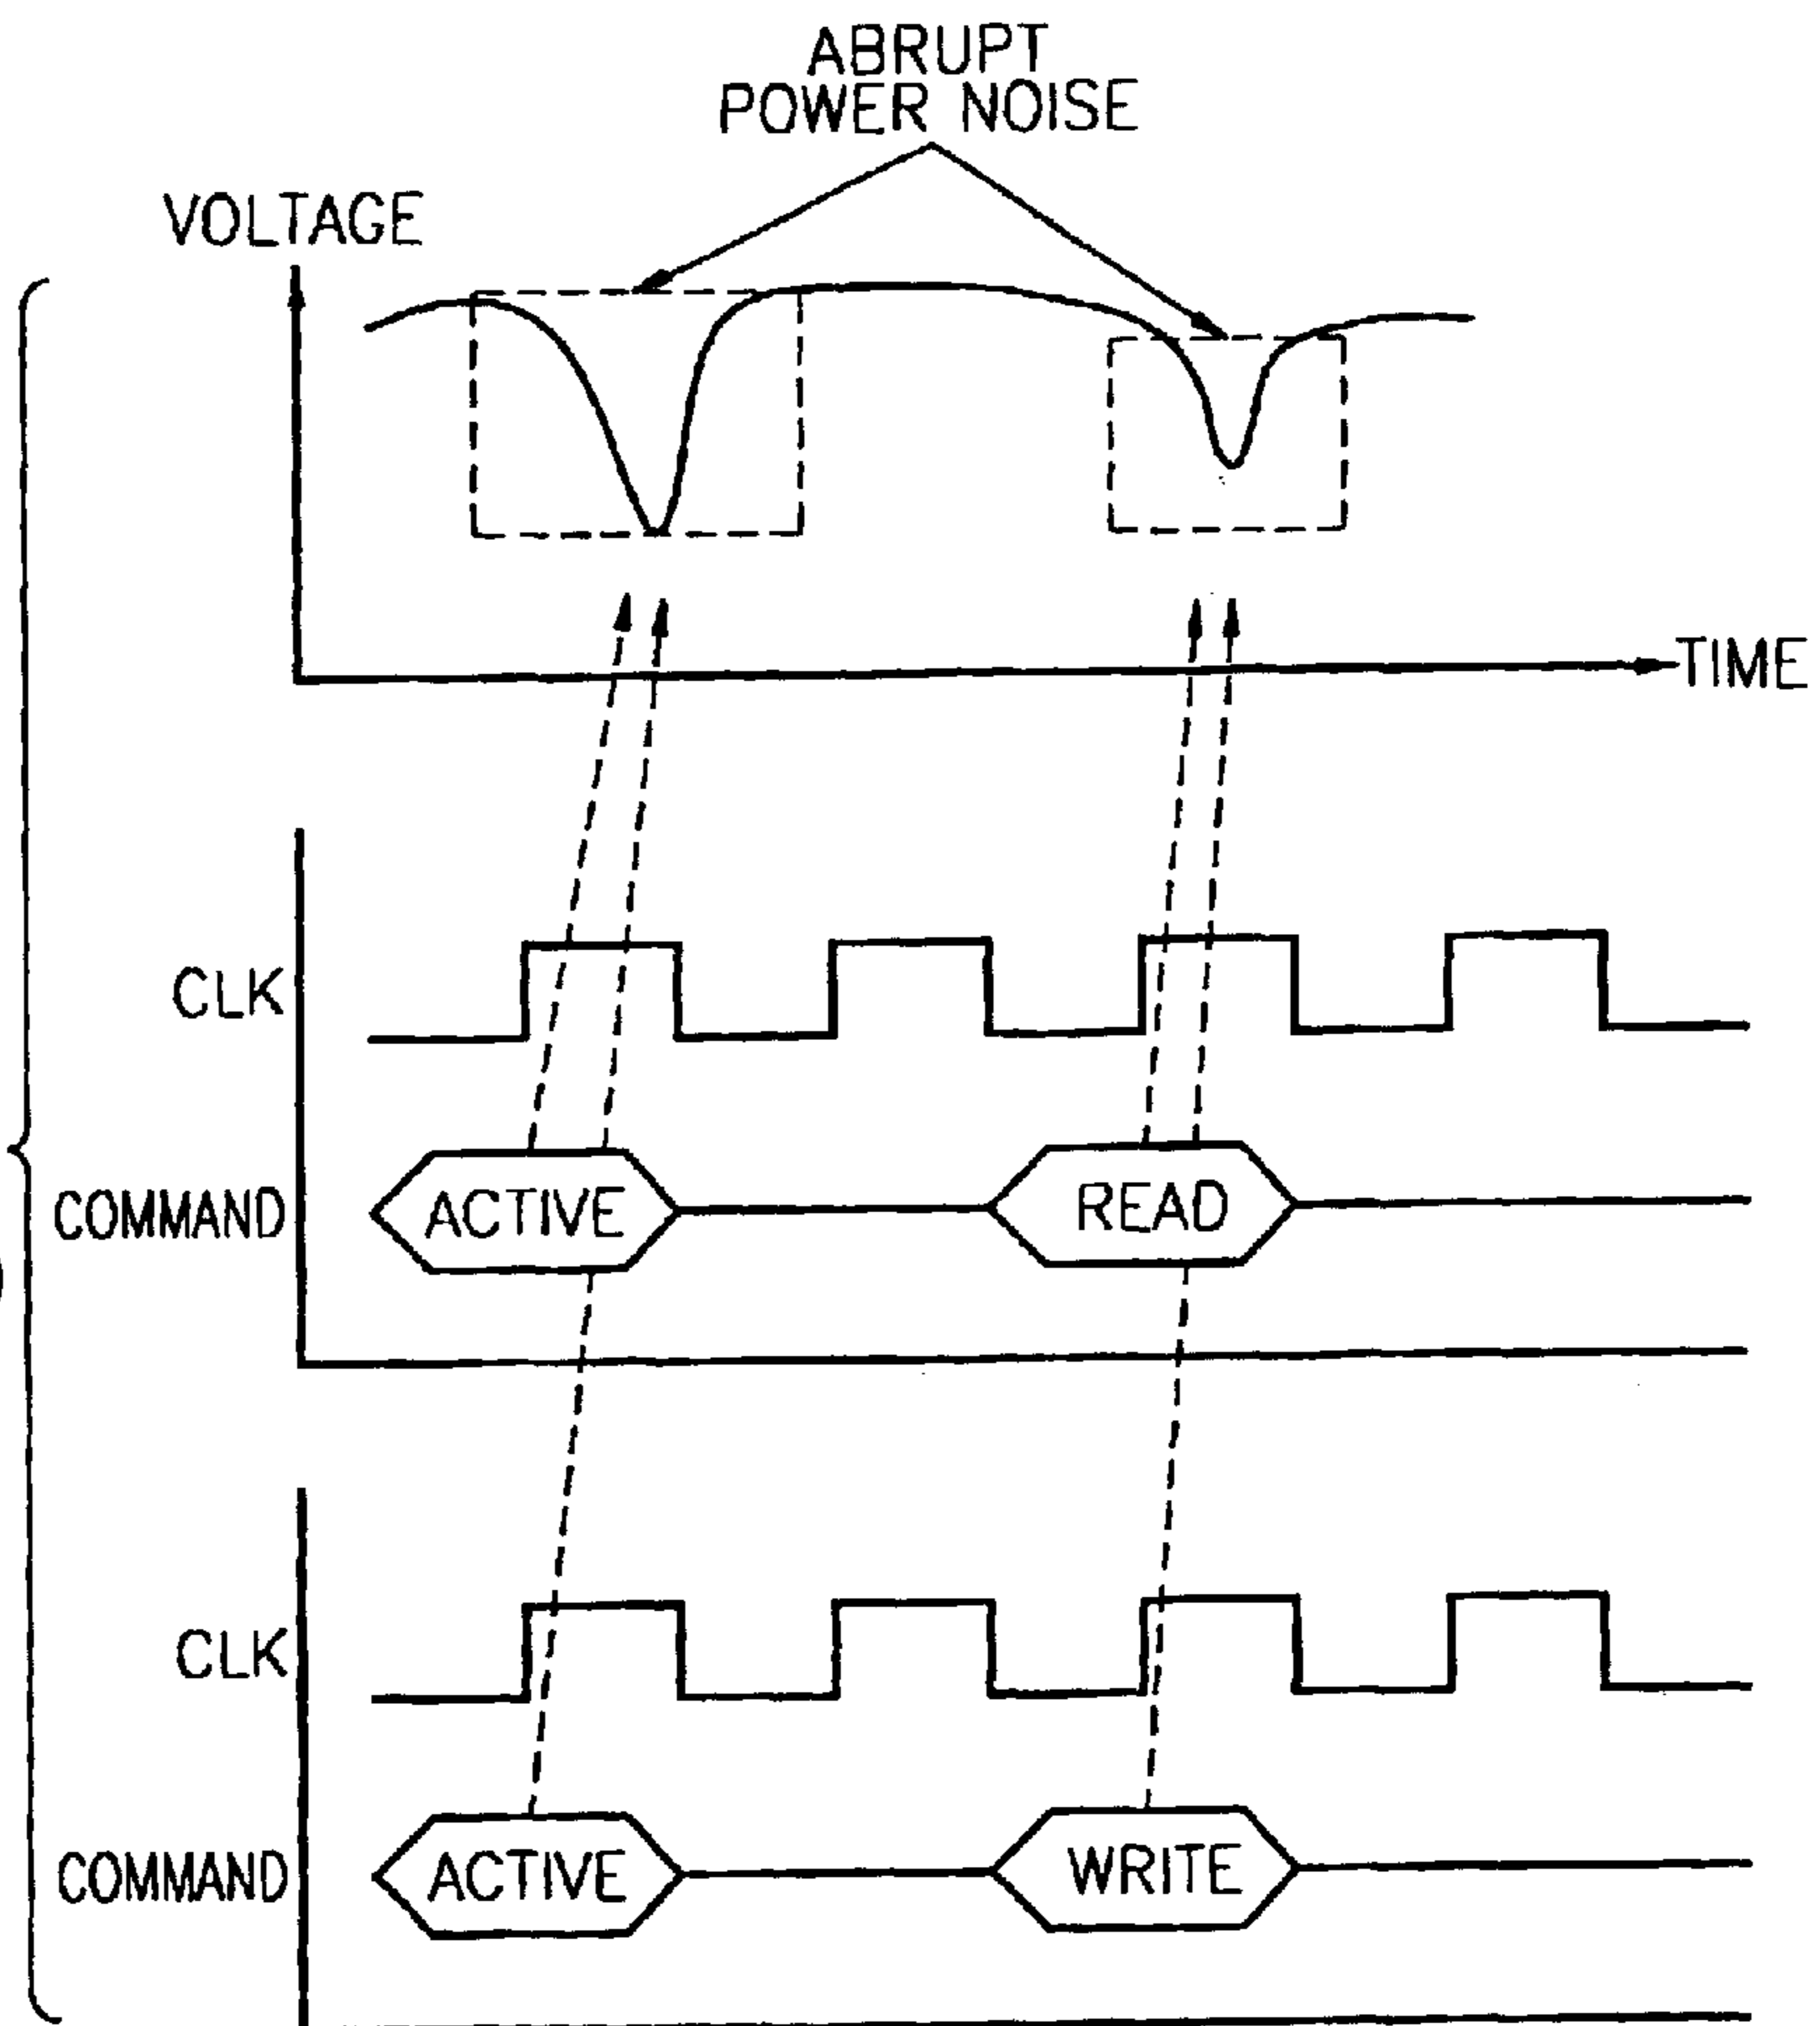 ABRUPT
POWER NOISE
VOLTAGE
TIME
CLK
COMMAND
ACTIVE
READ
CLK
COMMAND
ACTIVE
WRITE